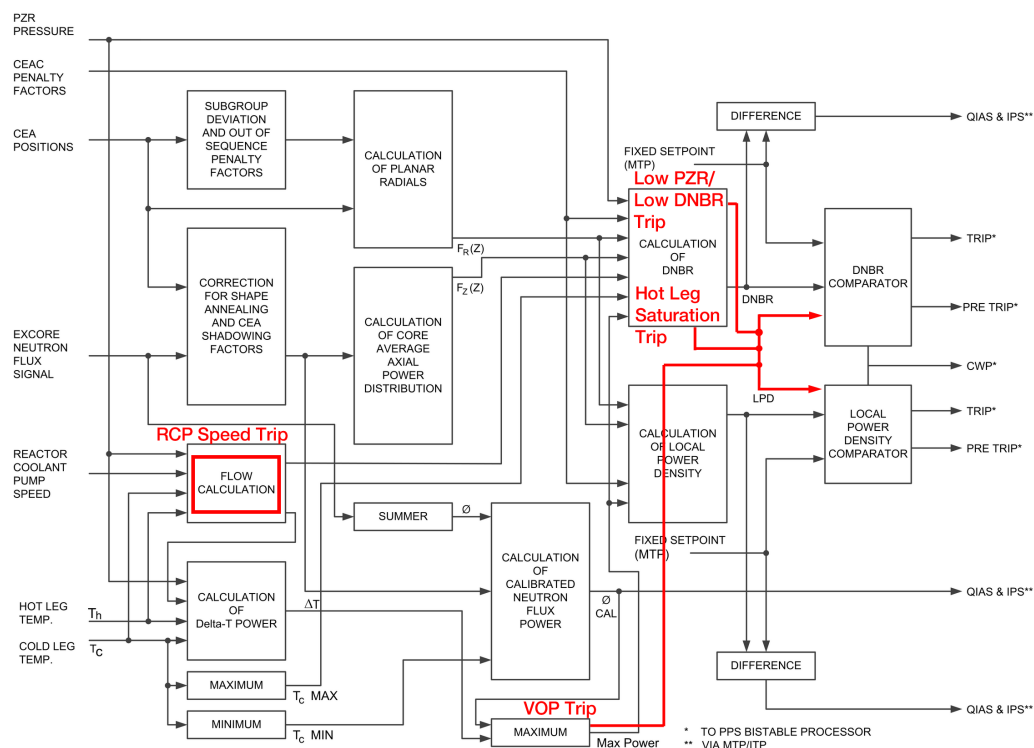 PZR
PRESSURE
CEAC
PENALTY
FACTORS
CEA
POSITIONS
SUBGROUP
DEVIATION
AND OUT OF
SEQUENCE
PENALTY
FACTORS
CALCULATION
OF PLANAR
RADIALS
FIXED SETPOINT
(MTP)
DIFFERENCE
QIAS & IPS**
Low PZR/
Low DNBR
Trip
CALCULATION
OF
DNBR
Hot Leg
Saturation
Trip
F_R(Z)
F_Z(Z)
DNBR
DNBR
COMPARATOR
TRIP*
PRE TRIP*
CWP*
EXCORE
NEUTRON
FLUX
SIGNAL
CORRECTION
FOR SHAPE
ANNEALING
AND CEA
SHADOWING
FACTORS
CALCULATION
OF CORE
AVERAGE
AXIAL
POWER
DISTRIBUTION
LPD
LOCAL
POWER
DENSITY
COMPARATOR
TRIP*
PRE TRIP*
RCP Speed Trip
REACTOR
COOLANT
PUMP
SPEED
FLOW
CALCULATION
CALCULATION
OF LOCAL
POWER
DENSITY
SUMMER
Ø
FIXED SETPOINT
(MTP)
CALCULATION
OF
CALIBRATED
NEUTRON
FLUX
POWER
HOT LEG
TEMP.
Th
COLD LEG
TEMP.
Tc
CALCULATION
OF
Delta-T POWER
ΔT
Ø
CAL
QIAS & IPS**
DIFFERENCE
QIAS & IPS**
MAXIMUM
Tc MAX
MINIMUM
Tc MIN
VOP Trip
MAXIMUM
Max Power
* TO PPS BISTABLE PROCESSOR
** VIA MTP/ITP